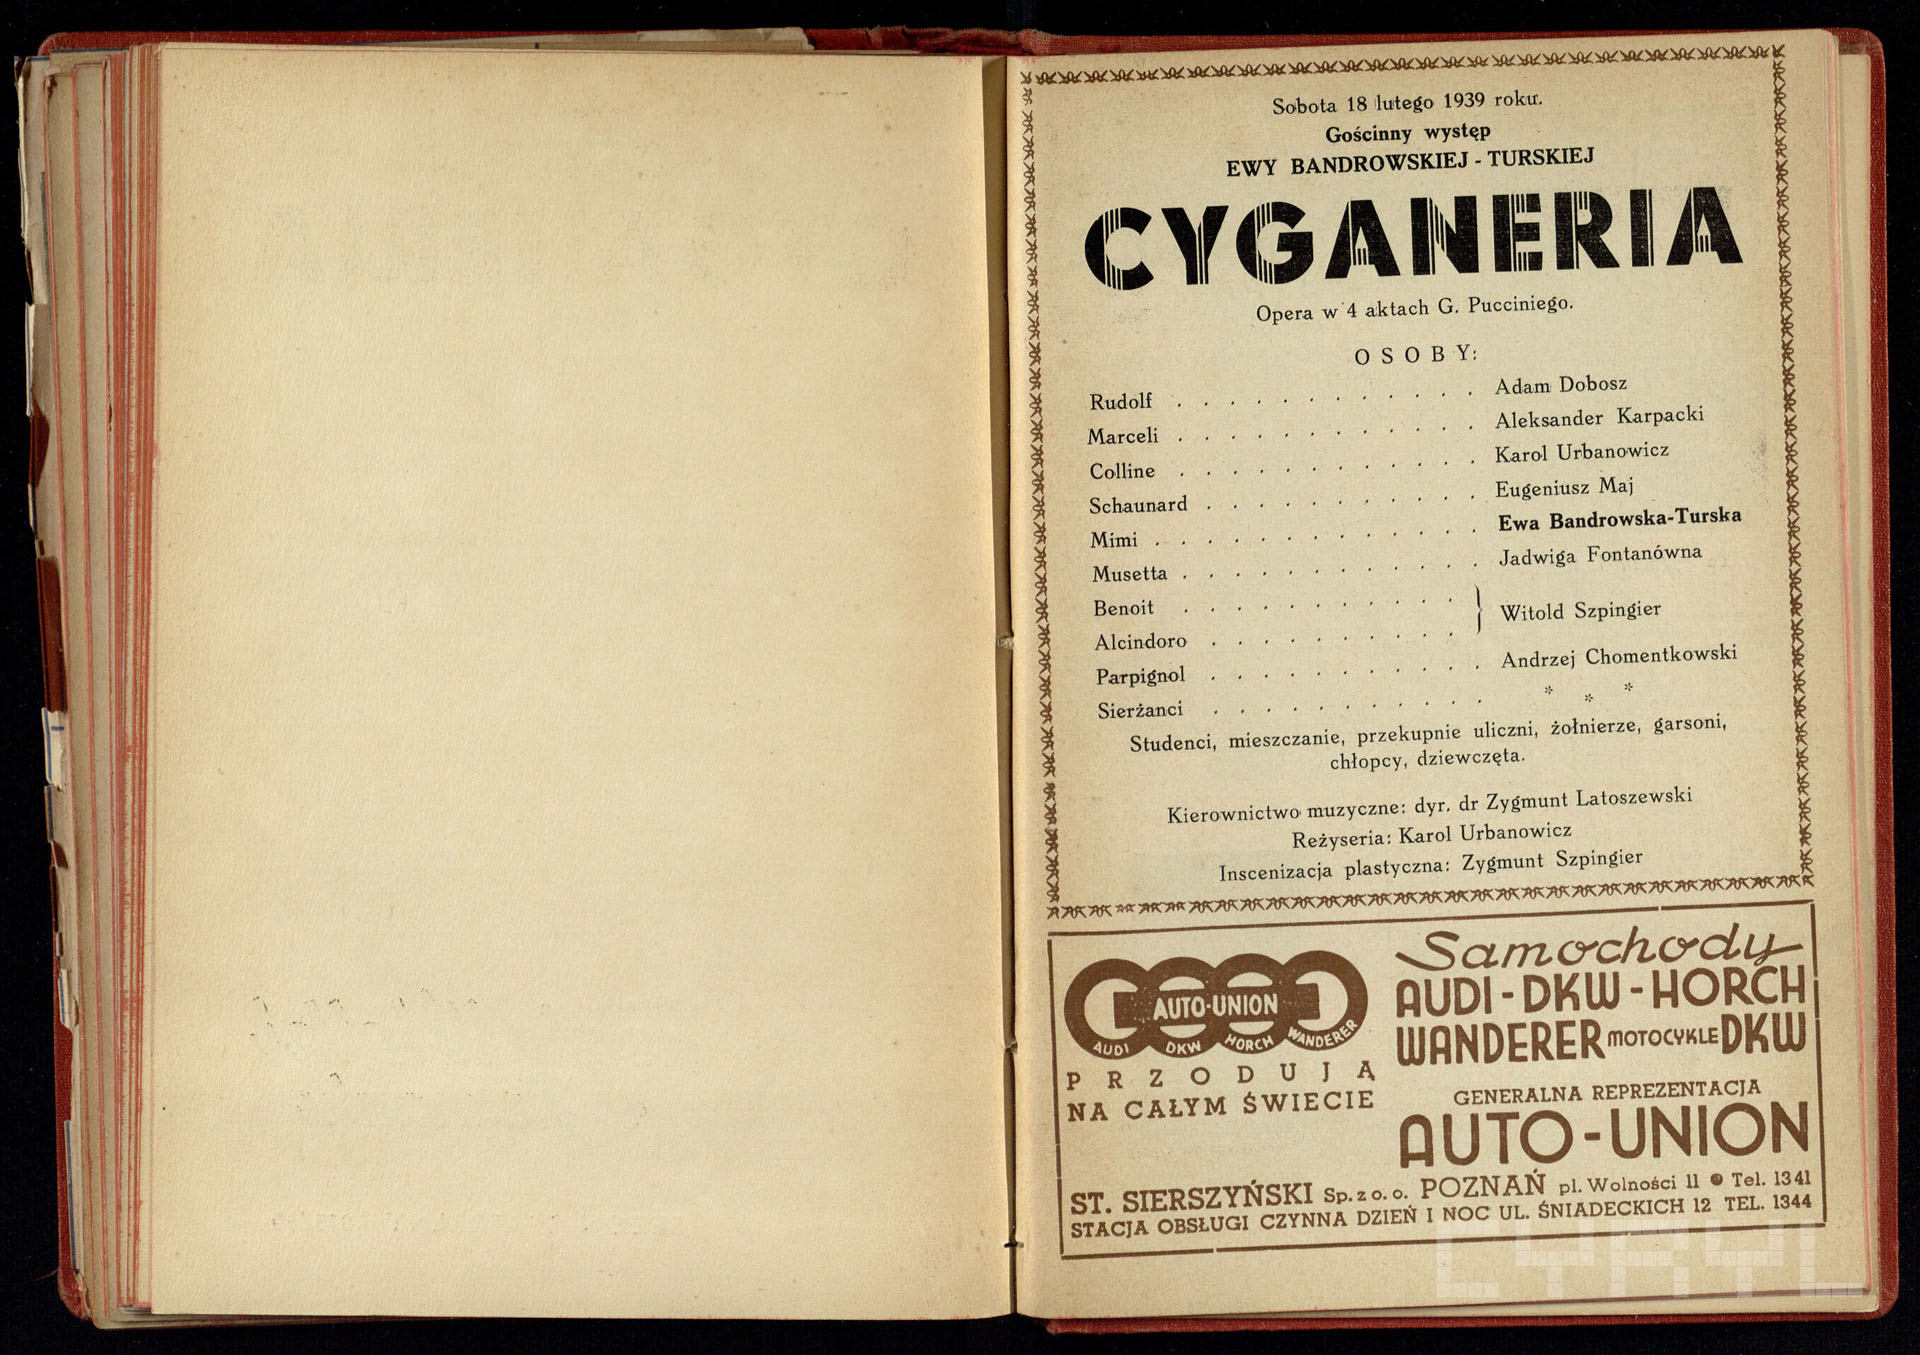 Sobota 18 lutego 1939 roku.
Gościnny występ
EWY BANDROWSKIEJ - TURSKIEJ
CYGANERIA
Opera w 4 aktach G. Pucciniego.
OSOBY:
Rudolf . . . . . . . . . . . . Adam Dobosz
Marceli . . . . . . . . . . . . Aleksander Karpacki
Colline . . . . . . . . . . . . Karol Urbanowicz
Schaunard . . . . . . . . . . . Eugeniusz Maj
Mimi . . . . . . . . . . . . . Ewa Bandrowska-Turska
Musetta . . . . . . . . . . . . Jadwiga Fontanówna
Benoit . . . . . . . . . . .
} Witold Szpingier
Alcindoro . . . . . . . . . .
Parpignol . . . . . . . . . . . Andrzej Chomentkowski
Sierżanci . . . . . . . . . . . * * *
Studenci, mieszczanie, przekupnie uliczni, żołnierze, garsoni,
chłopcy, dziewczęta.
Kierownictwo muzyczne: dyr. dr Zygmunt Latoszewski
Reżyseria: Karol Urbanowicz
Inscenizacja plastyczna: Zygmunt Szpingier
AUTO-UNION
AUDI DKW HORCH WANDERER
PRZODUJĄ
NA CAŁYM ŚWIECIE
Samochody
AUDI-DKW-HORCH
WANDERER MOTOCYKLE DKW
GENERALNA REPREZENTACJA
AUTO-UNION
ST. SIERSZYŃSKI Sp. z o. o. POZNAŃ pl. Wolności 11 Tel. 1341
STACJA OBSŁUGI CZYNNA DZIEŃ I NOC UL. ŚNIADECKICH 12 TEL. 1344
CYRYL